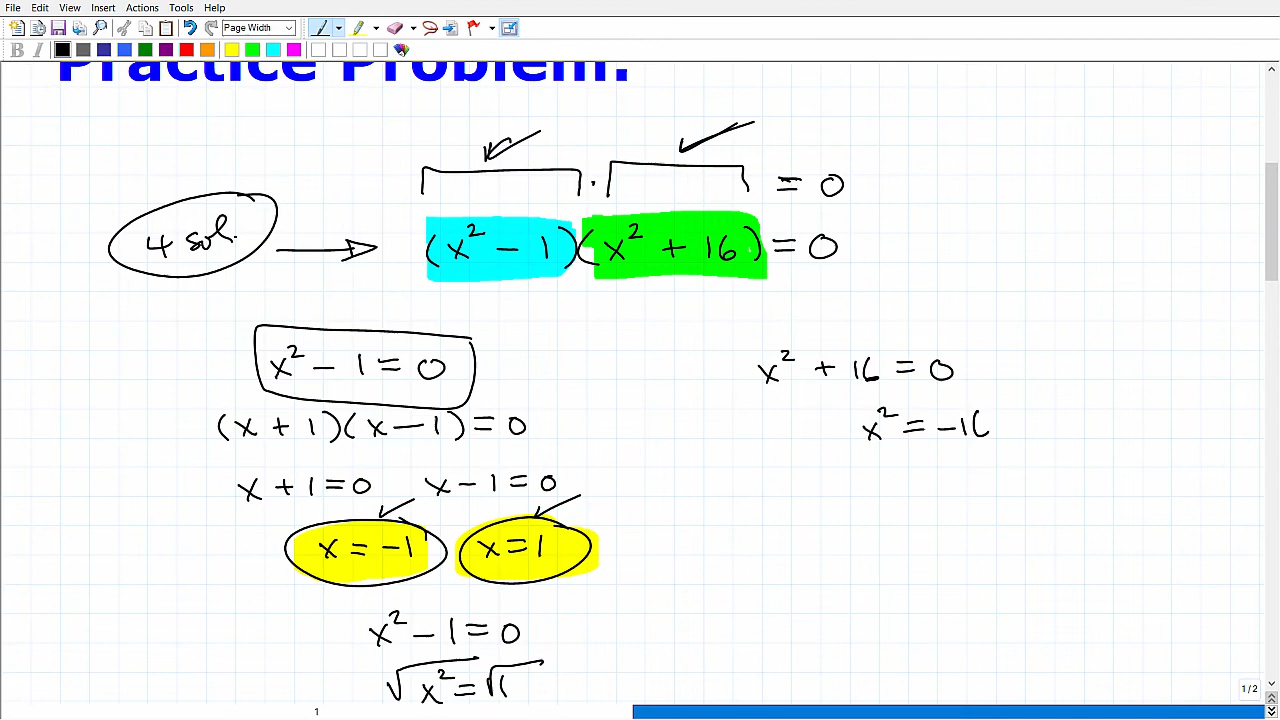 File Edit View Insert Actions Tools Help
Page Width
B I
Practice Problem:
· = 0
4 sol. (x² - 1)(x² + 16) = 0
x² - 1 = 0
(x + 1)(x - 1) = 0
x + 1 = 0 x - 1 = 0
x = -1 x = 1
x² - 1 = 0
√x² = √1
x² + 16 = 0
x² = -1
1/2
1